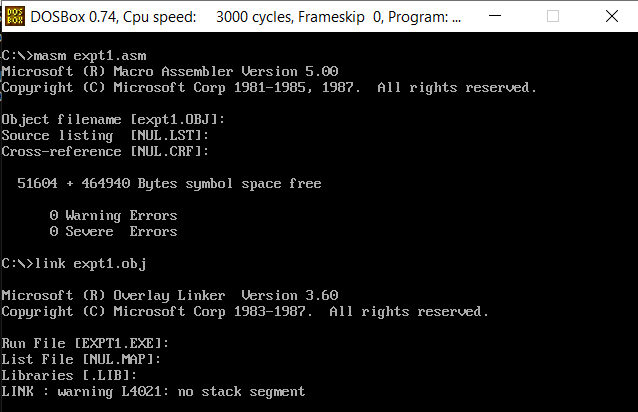 DOS BOX
DOSBox 0.74, Cpu speed: 3000 cycles, Frameskip 0, Program: ...
C:\>masm expt1.asm
Microsoft (R) Macro Assembler Version 5.00
Copyright (C) Microsoft Corp 1981-1985, 1987. All rights reserved.
Object filename [expt1.OBJ]:
Source listing [NUL.LST]:
Cross-reference [NUL.CRF]:
51604 + 464940 Bytes symbol space free
0 Warning Errors
0 Severe Errors
C:\>link expt1.obj
Microsoft (R) Overlay Linker Version 3.60
Copyright (C) Microsoft Corp 1983-1987. All rights reserved.
Run File [EXPT1.EXE]:
List File [NUL.MAP]:
Libraries [.LIB]:
LINK : warning L4021: no stack segment